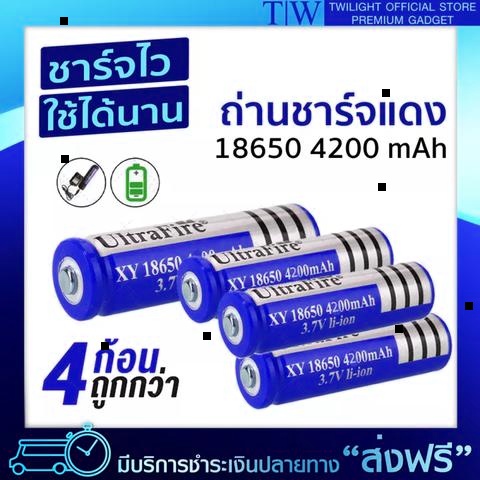 TW TWILIGHT OFFICIAL STORE
PREMIUM GADGET
ชาร์จไว
ใช้ได้นาน
ถ่านชาร์จแดง
18650 4200 mAh
UltraFire
XY 18650 4200mAh
3.7V
UltraFire
XY 18650 4200mAh
UltraFire
XY 18650 4200mAh
3.7V li-ion
XY 18650 4200mAh
3.7V li-ion
4 ก้อน
ถูกกว่า
มีบริการชำระเงินปลายทาง “ส่งฟรี”